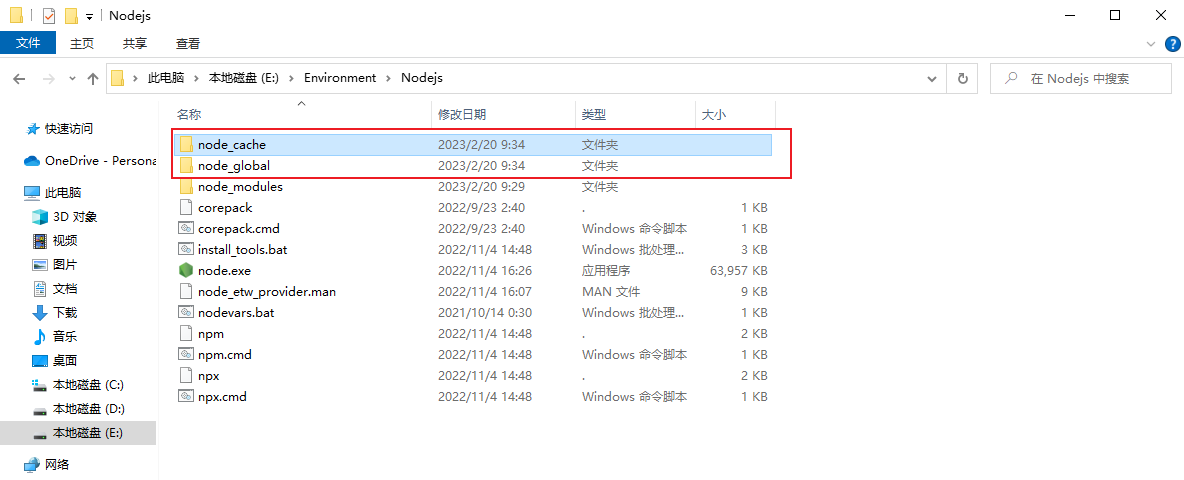 Nodejs
文件 主页 共享 查看
此电脑 本地磁盘 (E:) Environment Nodejs 在 Nodejs 中搜索
名称 修改日期 类型 大小
快速访问
OneDrive - Persona
此电脑
3D 对象
视频
图片
文档
下载
音乐
桌面
本地磁盘 (C:)
本地磁盘 (D:)
本地磁盘 (E:)
网络
node_cache 2023/2/20 9:34 文件夹
node_global 2023/2/20 9:34 文件夹
node_modules 2023/2/20 9:29 文件夹
corepack 2022/9/23 2:40 . 1 KB
corepack.cmd 2022/9/23 2:40 Windows 命令脚本 1 KB
install_tools.bat 2022/11/4 14:48 Windows 批处理... 3 KB
node.exe 2022/11/4 16:26 应用程序 63,957 KB
node_etw_provider.man 2022/11/4 16:07 MAN 文件 9 KB
nodevars.bat 2021/10/14 0:30 Windows 批处理... 1 KB
npm 2022/11/4 14:48 . 2 KB
npm.cmd 2022/11/4 14:48 Windows 命令脚本 1 KB
npx 2022/11/4 14:48 . 2 KB
npx.cmd 2022/11/4 14:48 Windows 命令脚本 1 KB